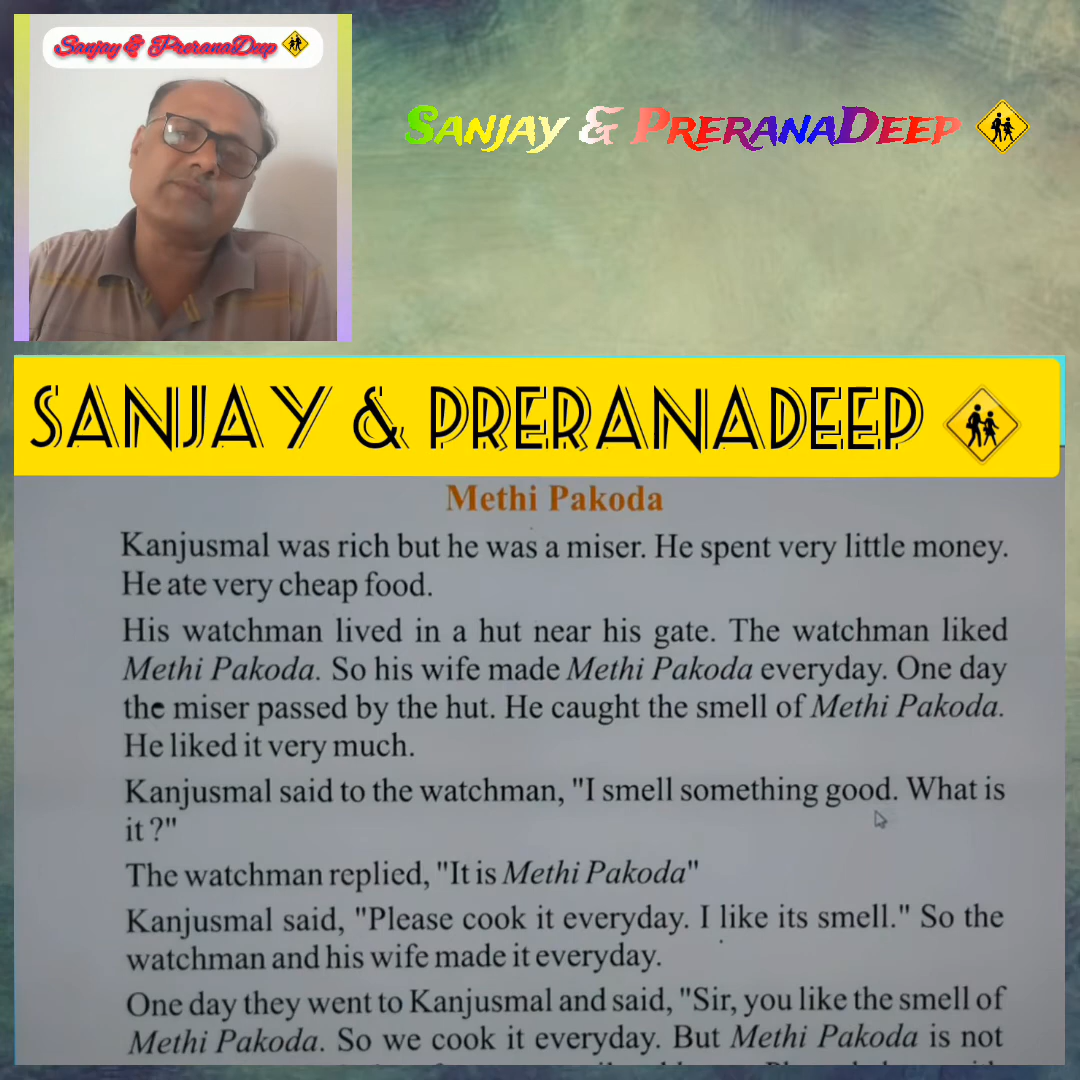 Sanjay & PreranaDeep
Sanjay & PreranaDeep
SANJAY & PRERANADEEP
Methi Pakoda
Kanjusmal was rich but he was a miser. He spent very little money.
He ate very cheap food.
His watchman lived in a hut near his gate. The watchman liked
Methi Pakoda. So his wife made Methi Pakoda everyday. One day
the miser passed by the hut. He caught the smell of Methi Pakoda.
He liked it very much.
Kanjusmal said to the watchman, "I smell something good. What is
it ?"
The watchman replied, "It is Methi Pakoda"
Kanjusmal said, "Please cook it everyday. I like its smell." So the
watchman and his wife made it everyday.
One day they went to Kanjusmal and said, "Sir, you like the smell of
Methi Pakoda. So we cook it everyday. But Methi Pakoda is not